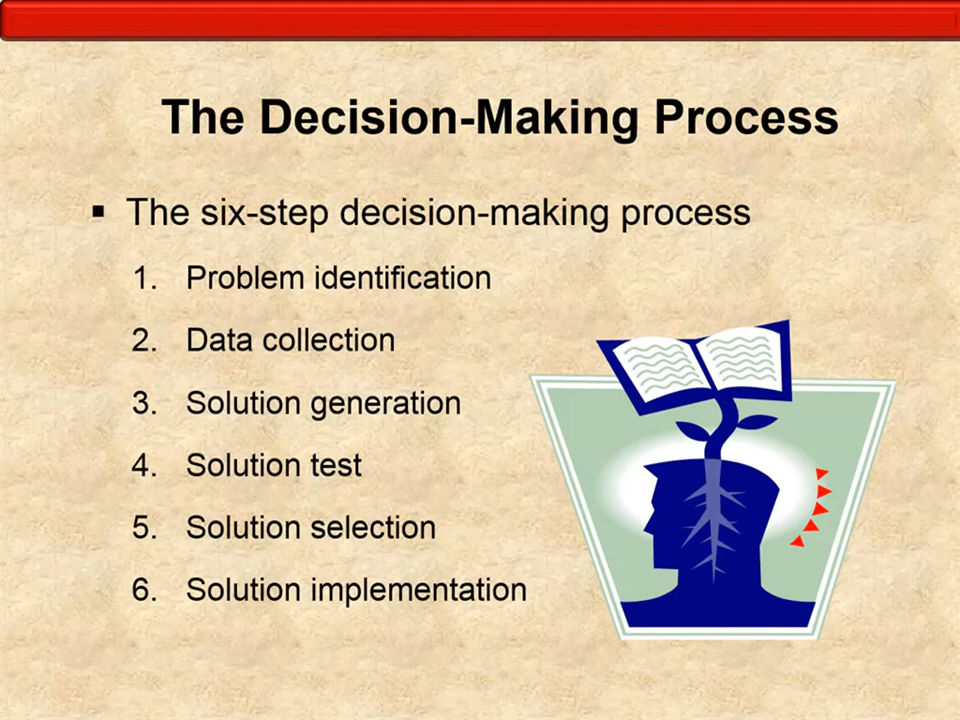 The Decision-Making Process
▪ The six-step decision-making process
1. Problem identification
2. Data collection
3. Solution generation
4. Solution test
5. Solution selection
6. Solution implementation